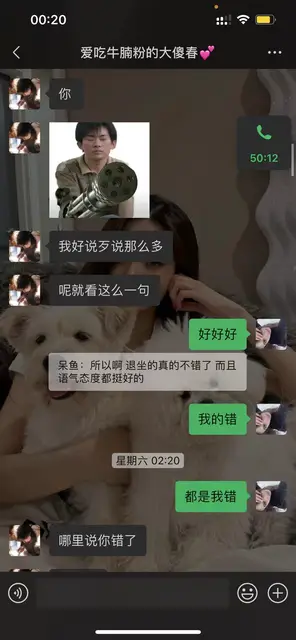 00:20
爱吃牛腩粉的大傻春💕
你
50:12
我好说歹说那么多
呢就看这么一句
好好好
呆鱼：所以啊 退坐的真的不错了 而且
语气态度都挺好的
我的错
星期六 02:20
都是我错
哪里说你错了